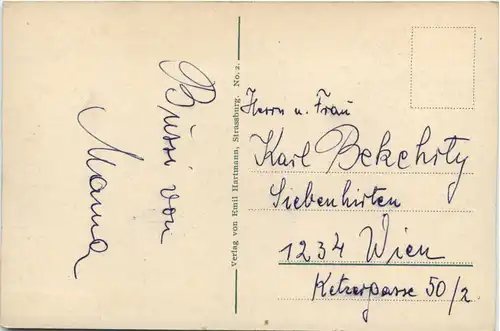 Bussi von
Mama
Verlag von Emil Hartmann, Strassburg. No. 2.
Herrn u. Frau
Karl Bekehrty
Siebenhirten
1234 Wien
Ketzergasse 50/2